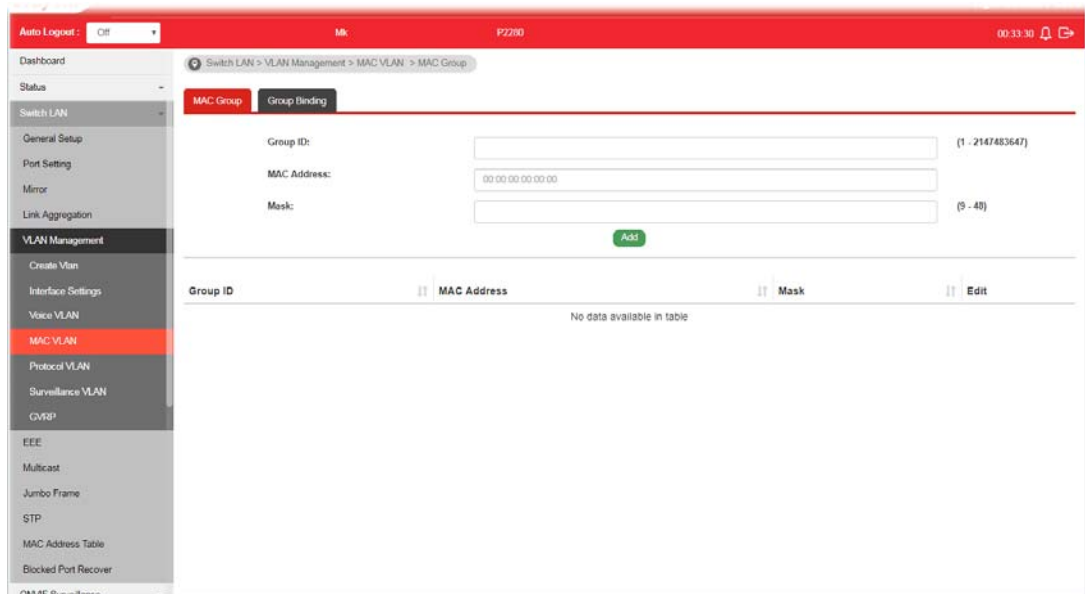 Auto Logout : Off Mk P2280 00:33:30
Switch LAN > VLAN Management > MAC VLAN > MAC Group
Dashboard
Status
Switch LAN
General Setup
Port Setting
Mirror
Link Aggregation
VLAN Management
Create Vlan
Interface Settings
Voice VLAN
MAC VLAN
Protocol VLAN
Surveillance VLAN
GVRP
EEE
Multicast
Jumbo Frame
STP
MAC Address Table
Blocked Port Recover
ONVIF Surveillance
MAC Group Group Binding
Group ID: (1 - 2147483647)
MAC Address: 00:00:00:00:00:00
Mask: (9 - 48)
Add
Group ID MAC Address Mask Edit
No data available in table